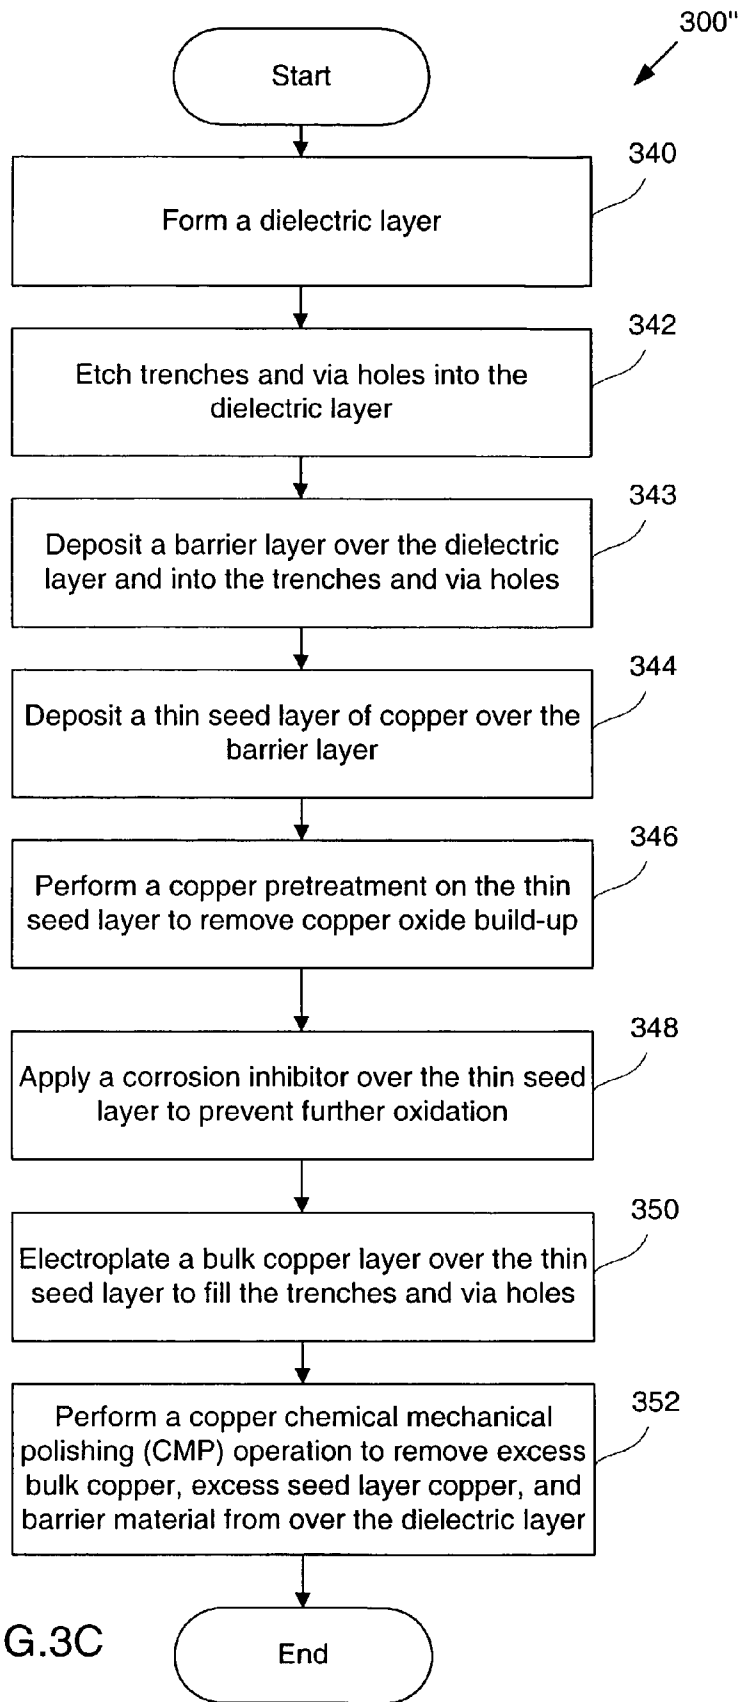 300"
Start
340
Form a dielectric layer
342
Etch trenches and via holes into the
dielectric layer
343
Deposit a barrier layer over the dielectric
layer and into the trenches and via holes
344
Deposit a thin seed layer of copper over the
barrier layer
346
Perform a copper pretreatment on the thin
seed layer to remove copper oxide build-up
348
Apply a corrosion inhibitor over the thin seed
layer to prevent further oxidation
350
Electroplate a bulk copper layer over the thin
seed layer to fill the trenches and via holes
352
Perform a copper chemical mechanical
polishing (CMP) operation to remove excess
bulk copper, excess seed layer copper, and
barrier material from over the dielectric layer
G.3C
End